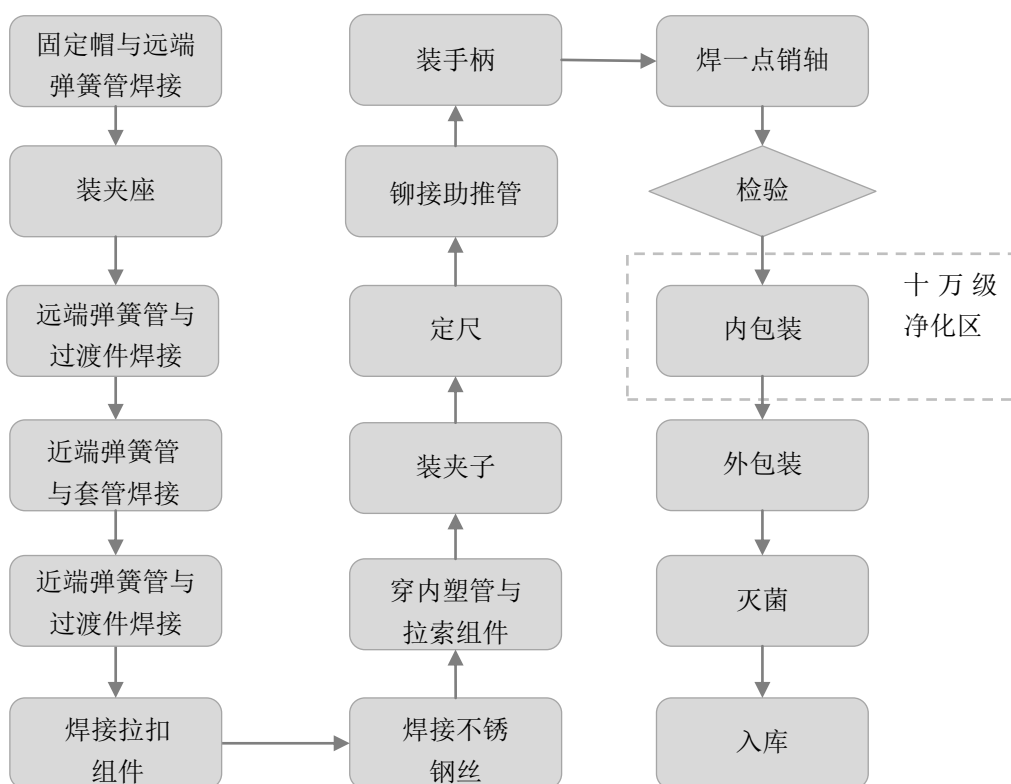 固定帽与远端
弹簧管焊接
装夹座
远端弹簧管与
过渡件焊接
近端弹簧管
与套管焊接
近端弹簧管与
过渡件焊接
焊接拉扣
组件
焊接不锈
钢丝
穿内塑管与
拉索组件
装夹子
定尺
铆接助推管
装手柄
焊一点销轴
检验
十万级
净化区
内包装
外包装
灭菌
入库